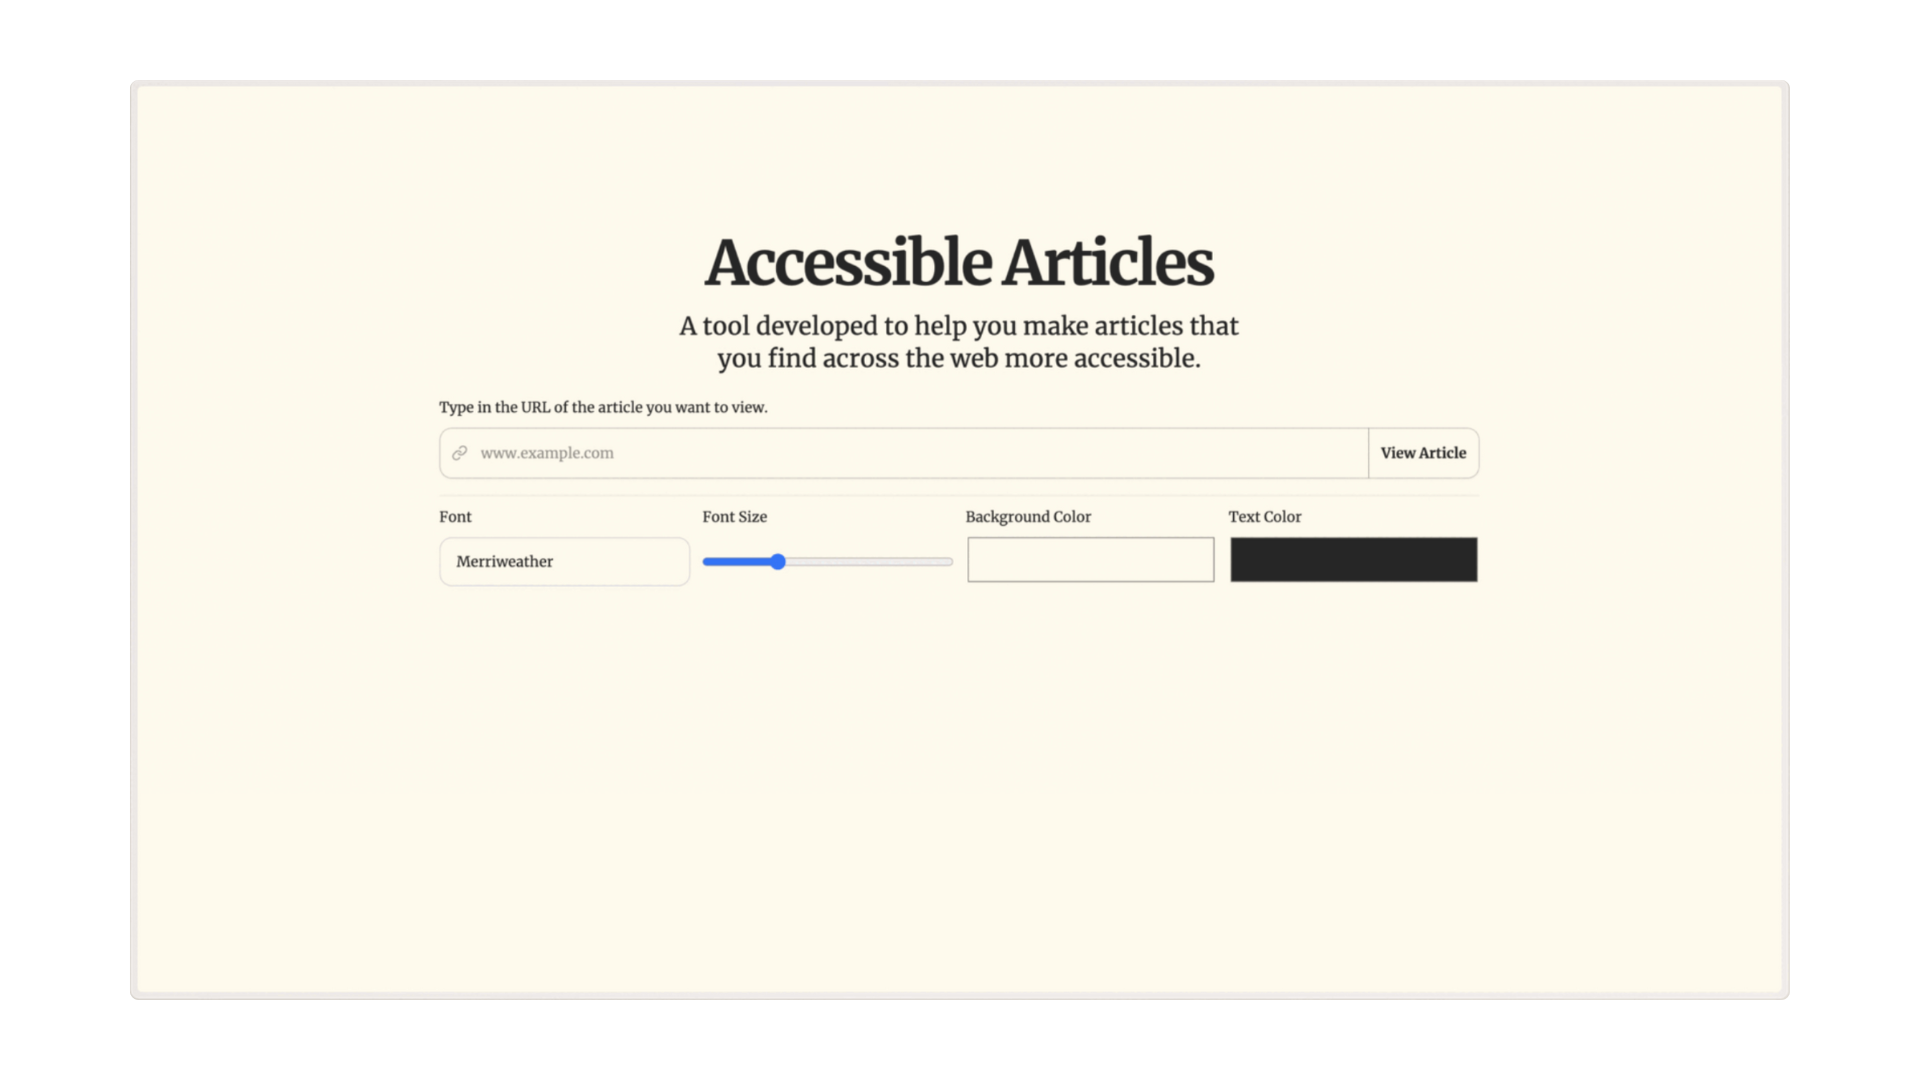 Accessible Articles
A tool developed to help you make articles that
you find across the web more accessible.
Type in the URL of the article you want to view.
www.example.com
View Article
Font
Font Size
Background Color
Text Color
Merriweather